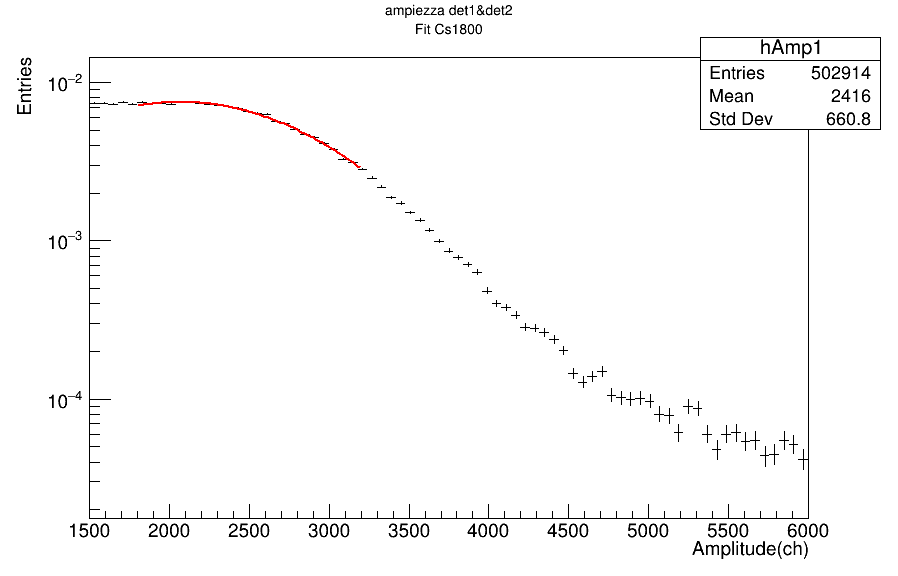 ampiezza det1&det2
Fit Cs1800
hAmp1
Entries 502914
Mean 2416
Std Dev 660.8
Entries
10−2
10−3
10−4
1500 2000 2500 3000 3500 4000 4500 5000 5500 6000
Amplitude(ch)